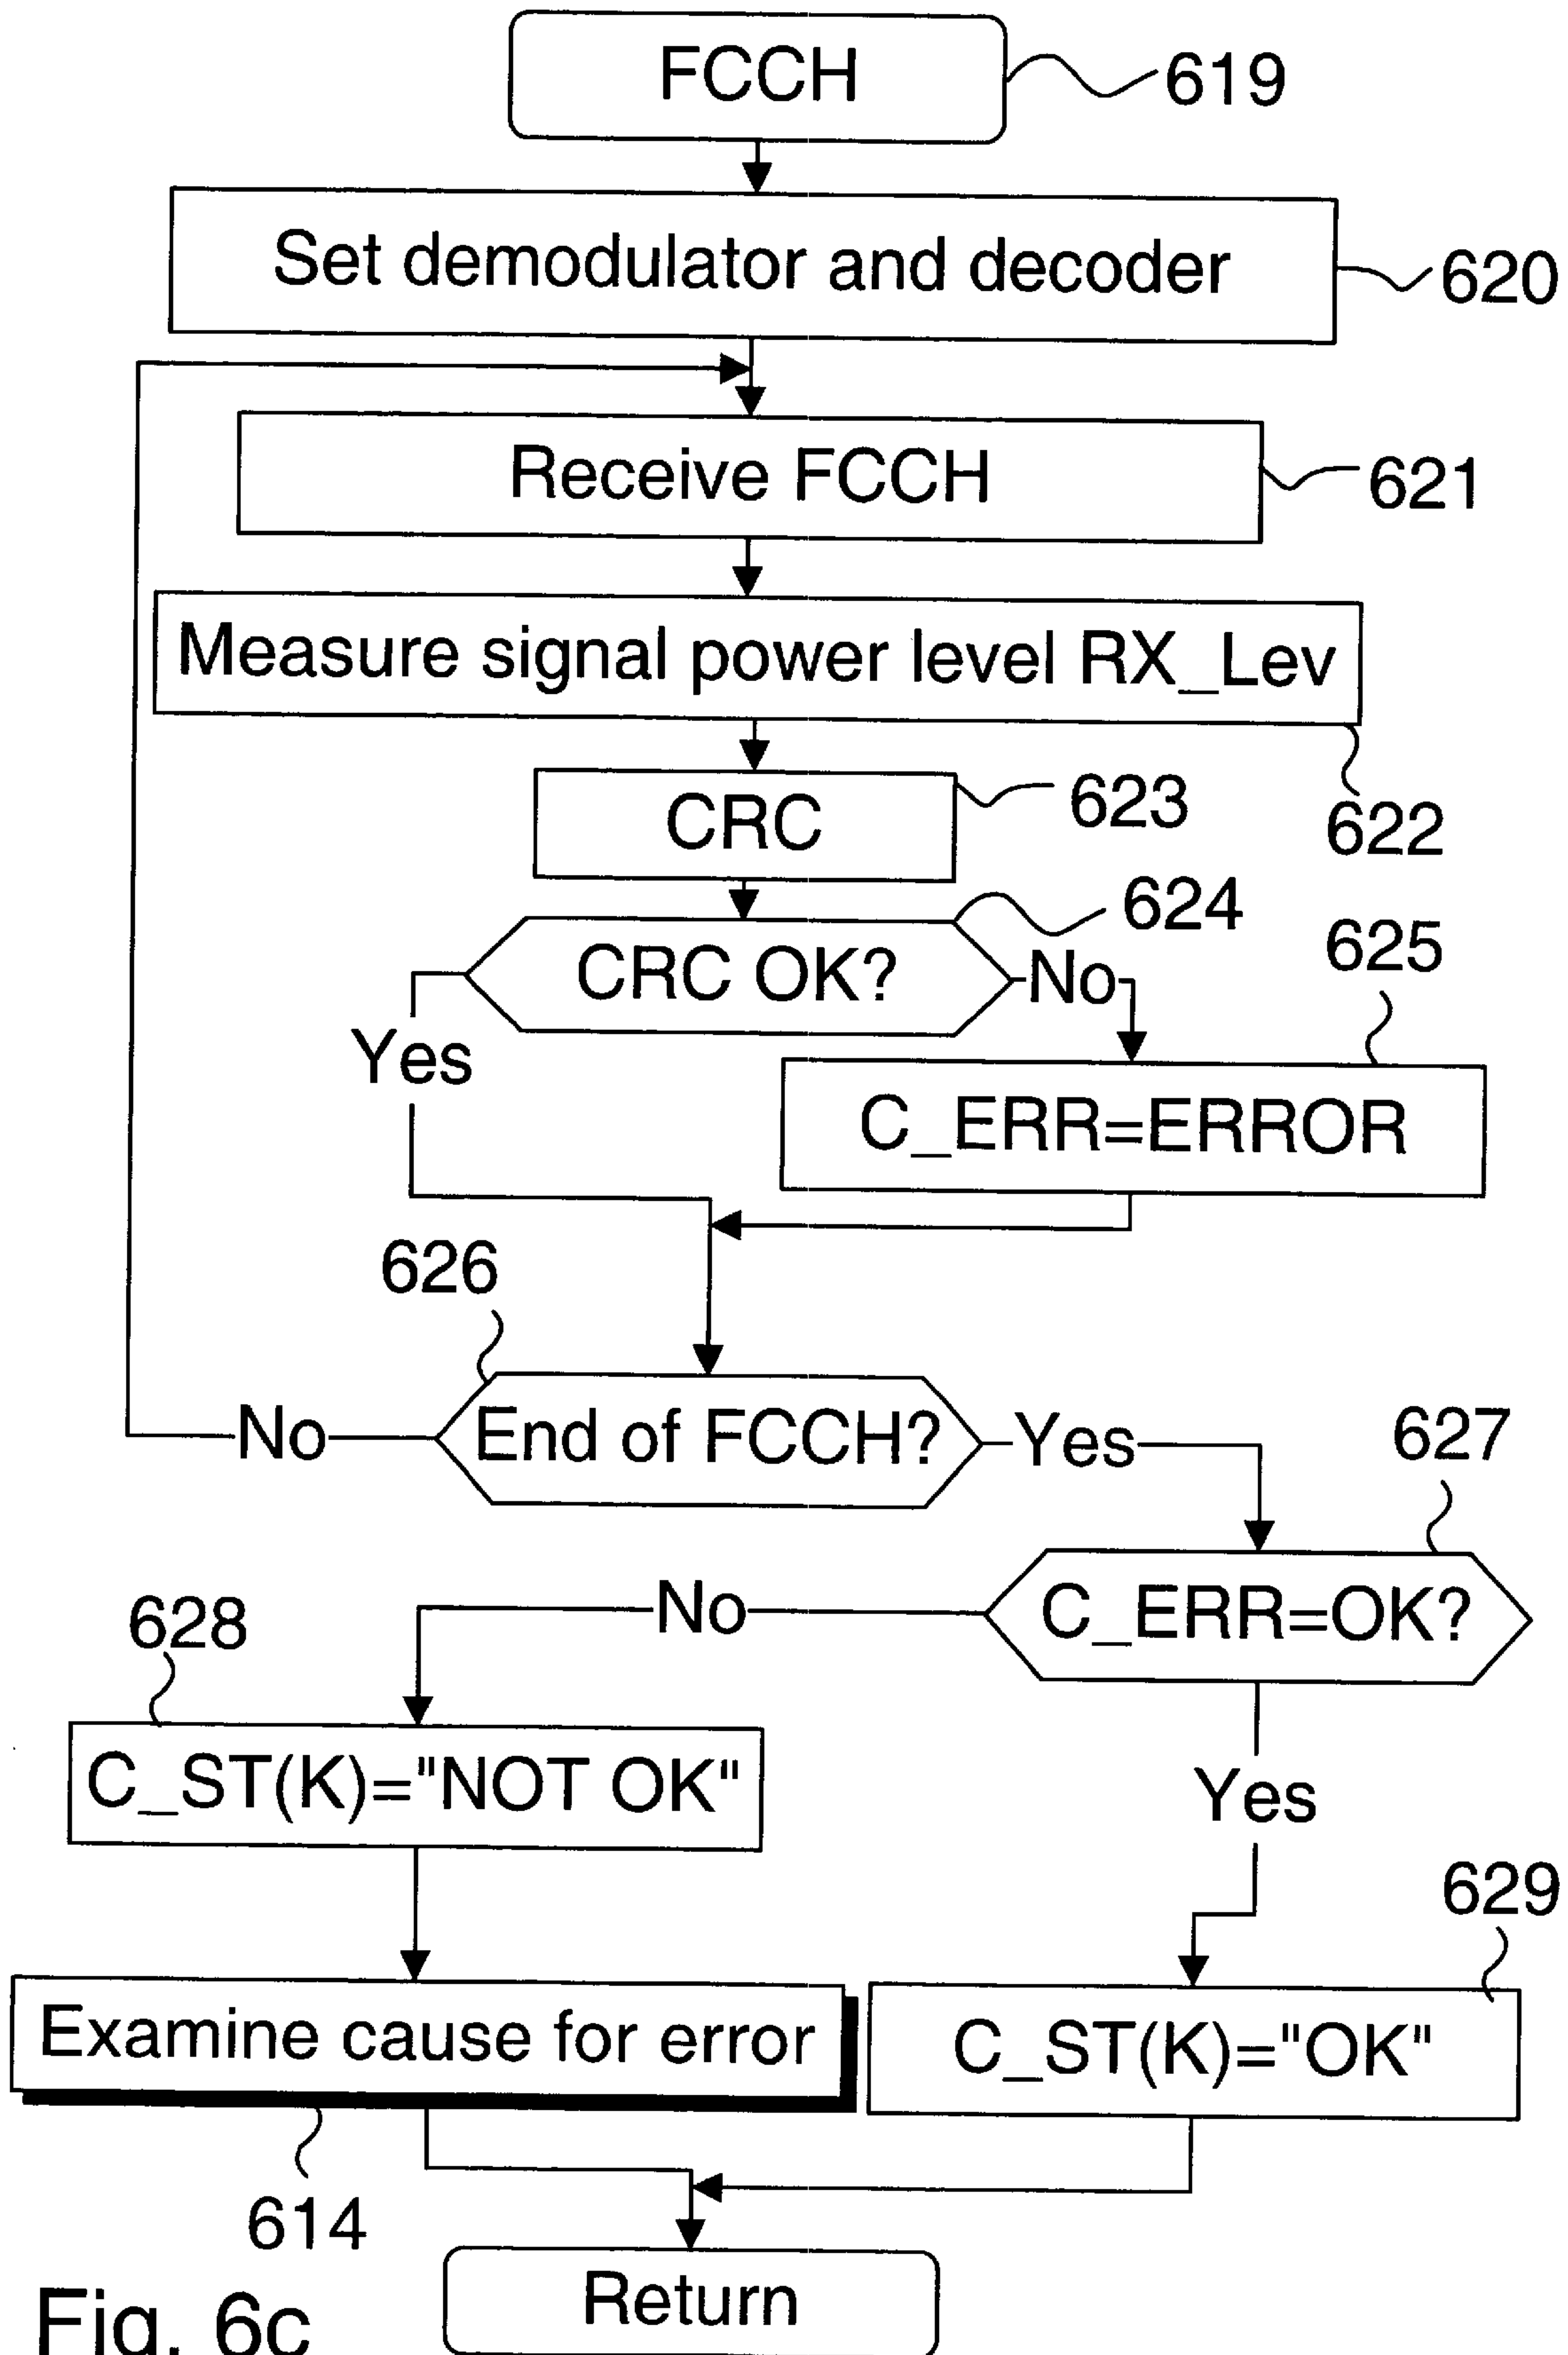 FCCH
619
Set demodulator and decoder
620
Receive FCCH
621
Measure signal power level RX_Lev
622
CRC
623
624
CRC OK?
No
Yes
625
C_ERR=ERROR
626
End of FCCH?
No
Yes
627
C_ERR=OK?
No
Yes
628
C_ST(K)="NOT OK"
629
Examine cause for error
C_ST(K)="OK"
614
Return
Fig. 6c